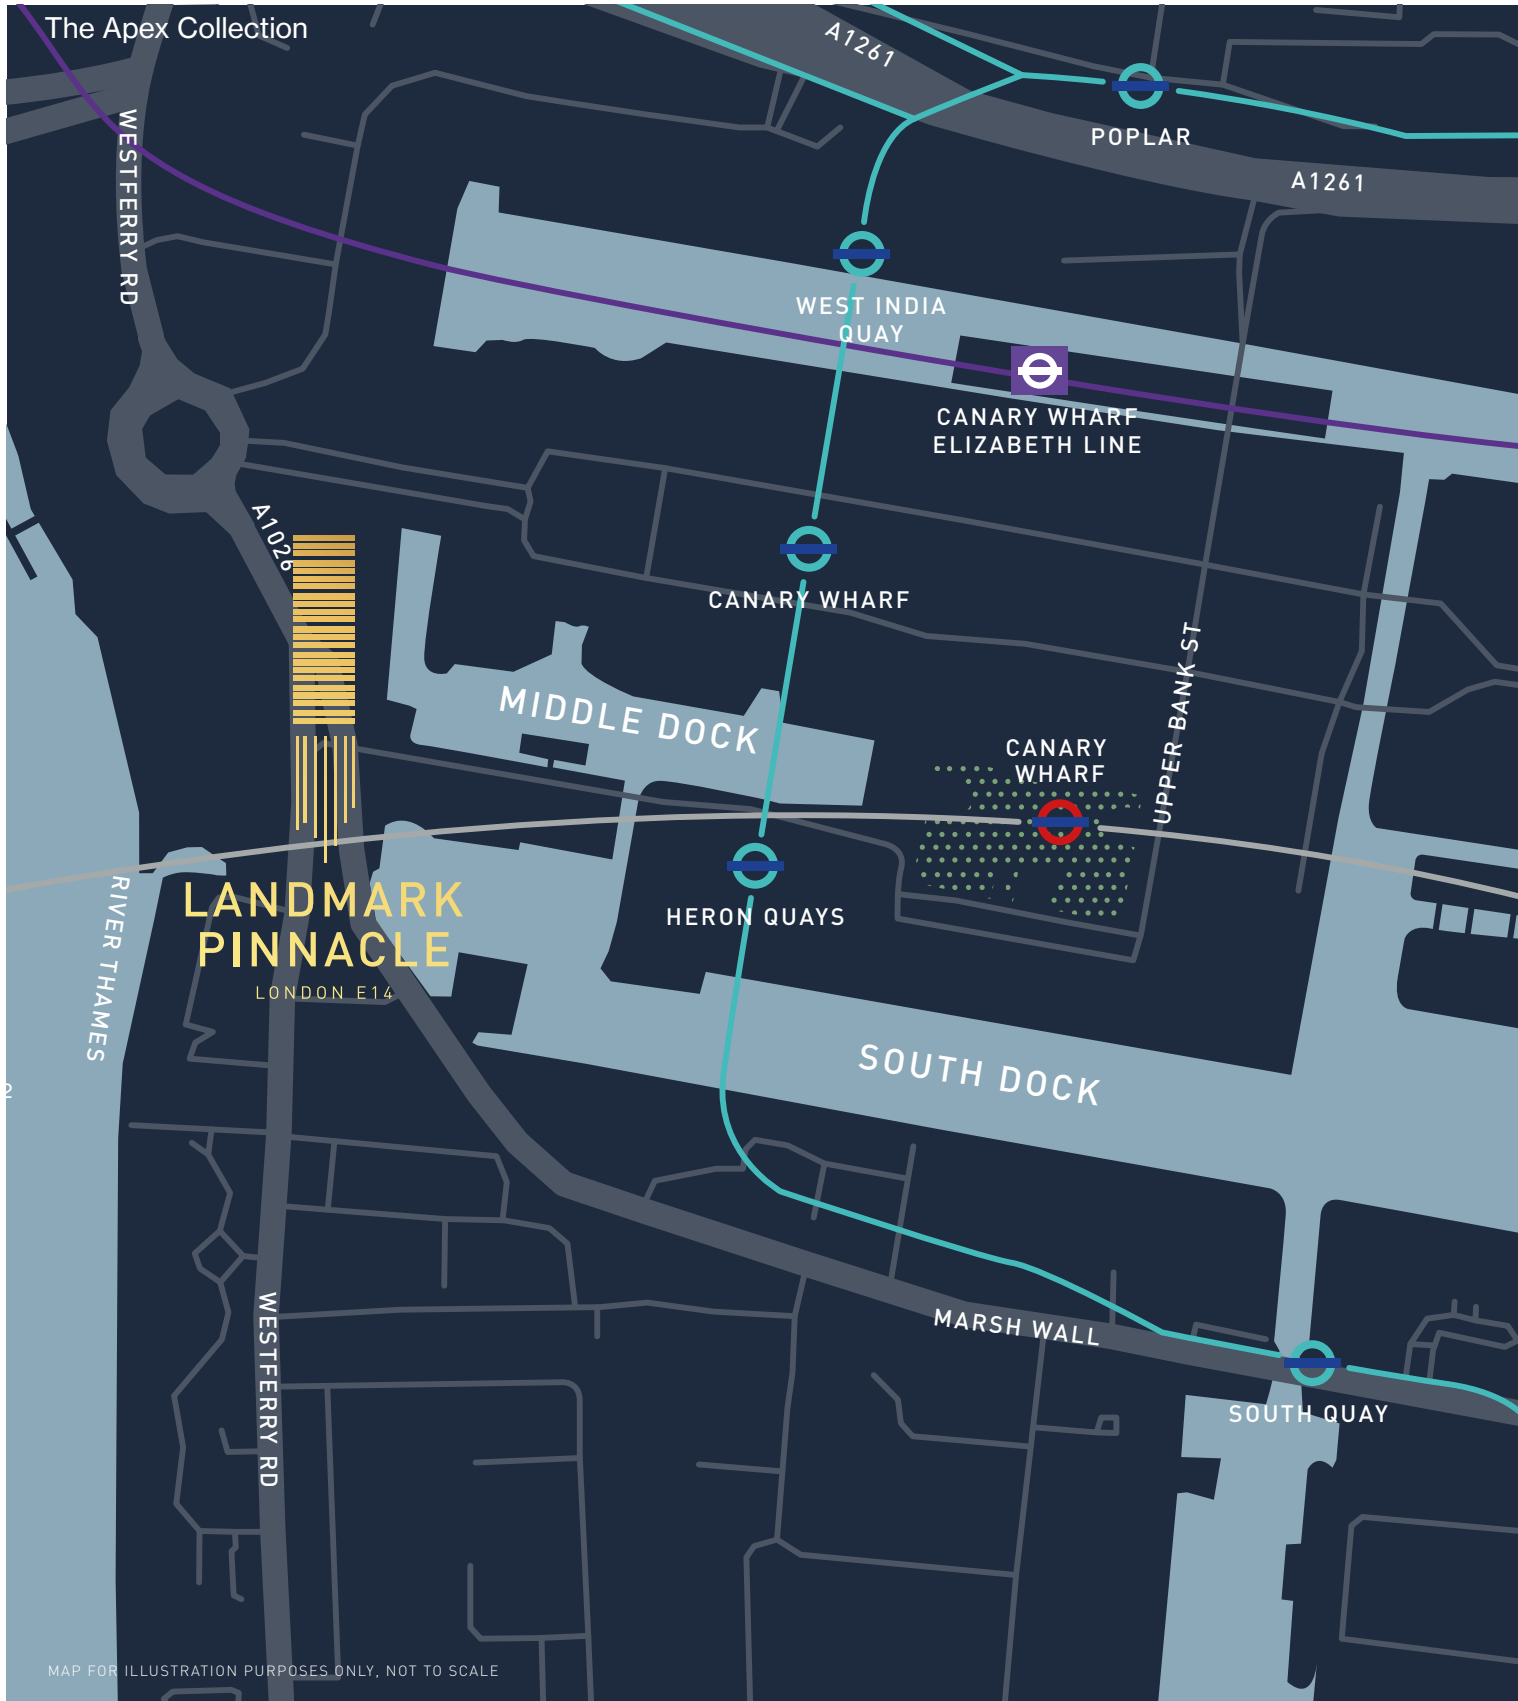 The Apex Collection
A1261
POPLAR
A1261
WESTFERRY RD
WEST INDIA
QUAY
CANARY WHARF
ELIZABETH LINE
A1026
CANARY WHARF
UPPER BANK ST
MIDDLE DOCK
CANARY
WHARF
LANDMARK
PINNACLE
LONDON E14
HERON QUAYS
RIVER THAMES
SOUTH DOCK
2
WESTFERRY RD
MARSH WALL
SOUTH QUAY
MAP FOR ILLUSTRATION PURPOSES ONLY, NOT TO SCALE